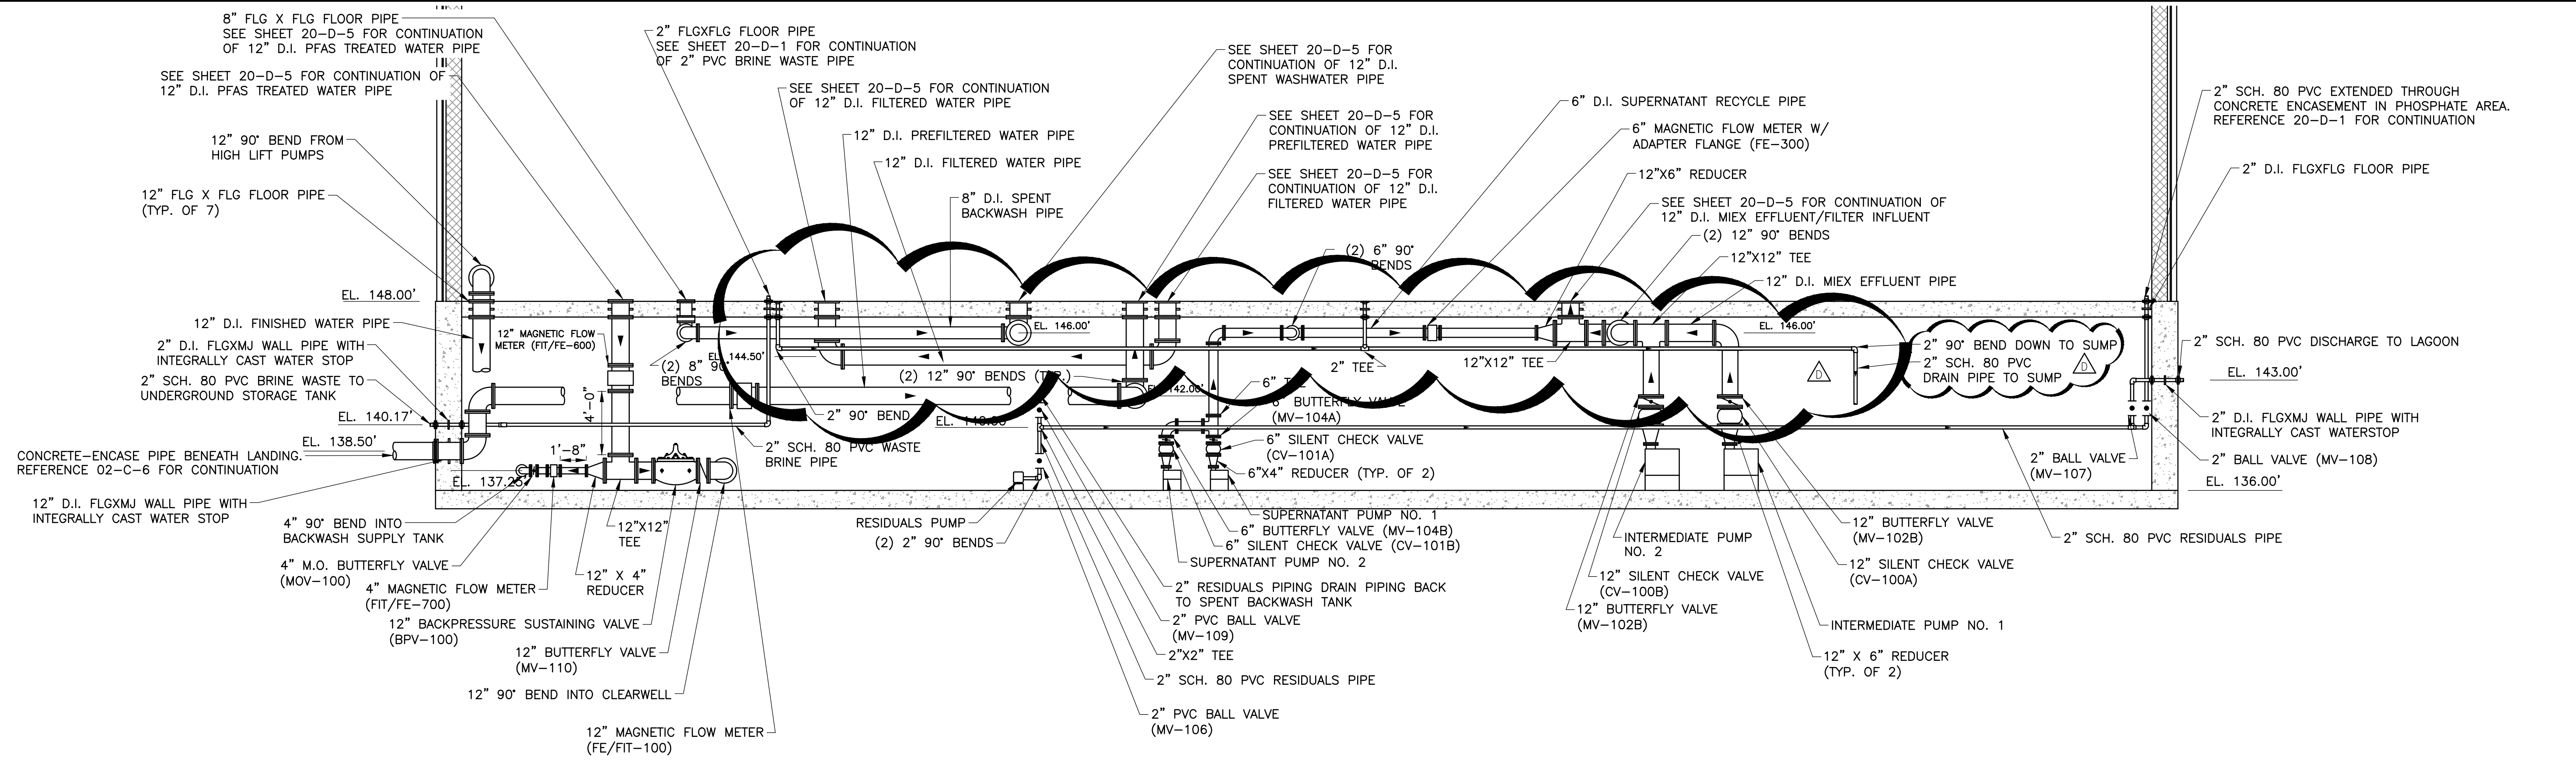 8" FLG X FLG FLOOR PIPE
SEE SHEET 20-D-5 FOR CONTINUATION
OF 12" D.I. PFAS TREATED WATER PIPE
SEE SHEET 20-D-5 FOR CONTINUATION OF
12" D.I. PFAS TREATED WATER PIPE
12" 90° BEND FROM
HIGH LIFT PUMPS
12" FLG X FLG FLOOR PIPE
(TYP. OF 7)
EL. 148.00'
12" D.I. FINISHED WATER PIPE
2" D.I. FLGXMJ WALL PIPE WITH
INTEGRALLY CAST WATER STOP
2" SCH. 80 PVC BRINE WASTE TO
UNDERGROUND STORAGE TANK
EL. 140.17'
EL. 138.50'
CONCRETE-ENCASE PIPE BENEATH LANDING.
REFERENCE 02-C-6 FOR CONTINUATION
12" D.I. FLGXMJ WALL PIPE WITH
INTEGRALLY CAST WATER STOP
EL. 137.25'
1'-8"
4'-0"
4" 90° BEND INTO
BACKWASH SUPPLY TANK
4" M.O. BUTTERFLY VALVE
(MOV-100)
4" MAGNETIC FLOW METER
(FIT/FE-700)
12"X12"
TEE
12" X 4"
REDUCER
12" BACKPRESSURE SUSTAINING VALVE
(BPV-100)
12" BUTTERFLY VALVE
(MV-110)
12" 90° BEND INTO CLEARWELL
12" MAGNETIC FLOW METER
(FE/FIT-100)
12" MAGNETIC FLOW
METER (FIT/FE-600)
2" FLGXFLG FLOOR PIPE
SEE SHEET 20-D-1 FOR CONTINUATION
OF 2" PVC BRINE WASTE PIPE
SEE SHEET 20-D-5 FOR CONTINUATION
OF 12" D.I. FILTERED WATER PIPE
12" D.I. PREFILTERED WATER PIPE
12" D.I. FILTERED WATER PIPE
8" D.I. SPENT
BACKWASH PIPE
(2) 8" 90°
BENDS
EL. 144.50'
EL. 146.00'
(2) 12" 90° BENDS (TYP.)
2" 90° BEND
2" SCH. 80 PVC WASTE
BRINE PIPE
SEE SHEET 20-D-5 FOR
CONTINUATION OF 12" D.I.
SPENT WASHWATER PIPE
SEE SHEET 20-D-5 FOR
CONTINUATION OF 12" D.I.
PREFILTERED WATER PIPE
SEE SHEET 20-D-5 FOR
CONTINUATION OF 12" D.I.
FILTERED WATER PIPE
(2) 6" 90°
BENDS
6" D.I. SUPERNATANT RECYCLE PIPE
6" MAGNETIC FLOW METER W/
ADAPTER FLANGE (FE-300)
12"X6" REDUCER
SEE SHEET 20-D-5 FOR CONTINUATION OF
12" D.I. MIEX EFFLUENT/FILTER INFLUENT
(2) 12" 90° BENDS
12"X12" TEE
12" D.I. MIEX EFFLUENT PIPE
EL. 146.00'
2" TEE
12"X12" TEE
EL. 142.00'
6" TEE
6" BUTTERFLY VALVE
(MV-104A)
6" SILENT CHECK VALVE
(CV-101A)
6"X4" REDUCER (TYP. OF 2)
SUPERNATANT PUMP NO. 1
6" BUTTERFLY VALVE (MV-104B)
6" SILENT CHECK VALVE (CV-101B)
SUPERNATANT PUMP NO. 2
RESIDUALS PUMP
(2) 2" 90° BENDS
2" RESIDUALS PIPING DRAIN PIPING BACK
TO SPENT BACKWASH TANK
2" PVC BALL VALVE
(MV-109)
2"X2" TEE
2" SCH. 80 PVC RESIDUALS PIPE
2" PVC BALL VALVE
(MV-106)
INTERMEDIATE PUMP
NO. 2
12" SILENT CHECK VALVE
(CV-100B)
12" BUTTERFLY VALVE
(MV-102B)
12" BUTTERFLY VALVE
(MV-102B)
12" SILENT CHECK VALVE
(CV-100A)
INTERMEDIATE PUMP NO. 1
12" X 6" REDUCER
(TYP. OF 2)
D
2" 90° BEND DOWN TO SUMP
2" SCH. 80 PVC
DRAIN PIPE TO SUMP
D
2" SCH. 80 PVC EXTENDED THROUGH
CONCRETE ENCASEMENT IN PHOSPHATE AREA.
REFERENCE 20-D-1 FOR CONTINUATION
2" D.I. FLGXFLG FLOOR PIPE
2" SCH. 80 PVC DISCHARGE TO LAGOON
EL. 143.00'
2" D.I. FLGXMJ WALL PIPE WITH
INTEGRALLY CAST WATERSTOP
2" BALL VALVE
(MV-107)
2" BALL VALVE (MV-108)
EL. 136.00'
2" SCH. 80 PVC RESIDUALS PIPE